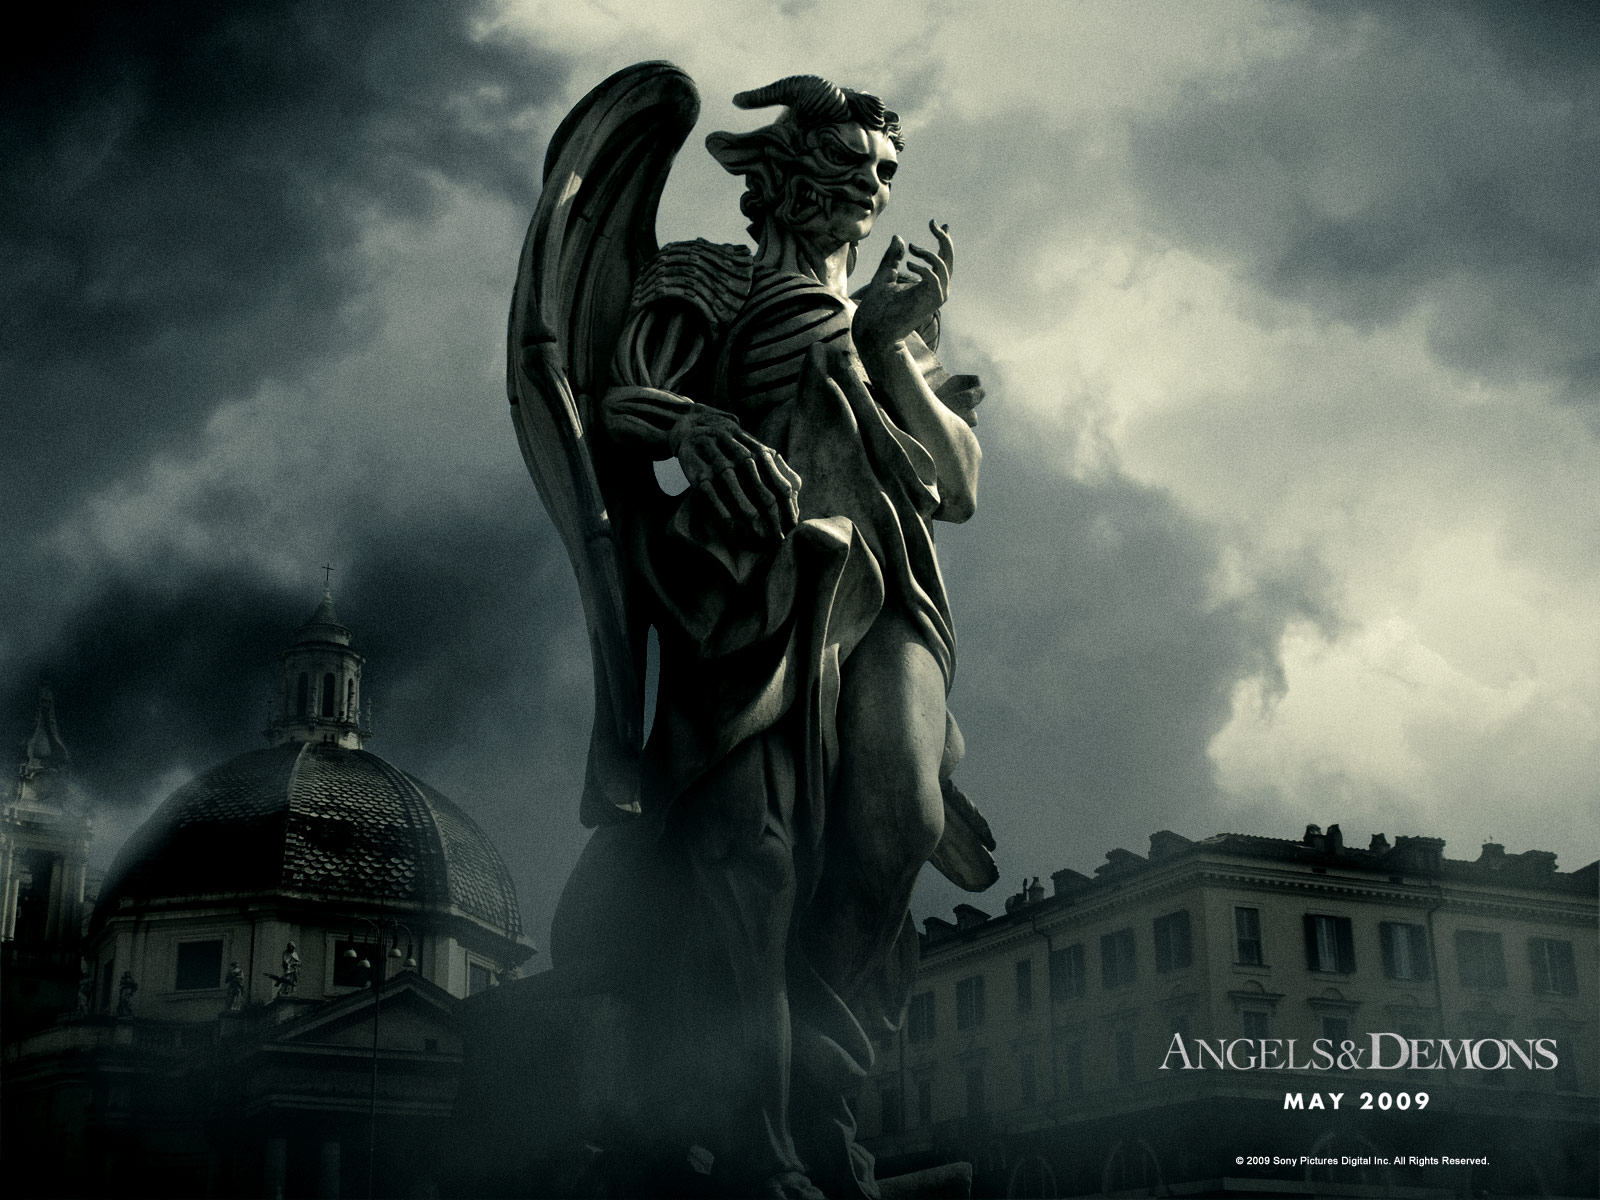 ANGELS&DEMONS
MAY 2009
© 2009 Sony Pictures Digital Inc. All Rights Reserved.